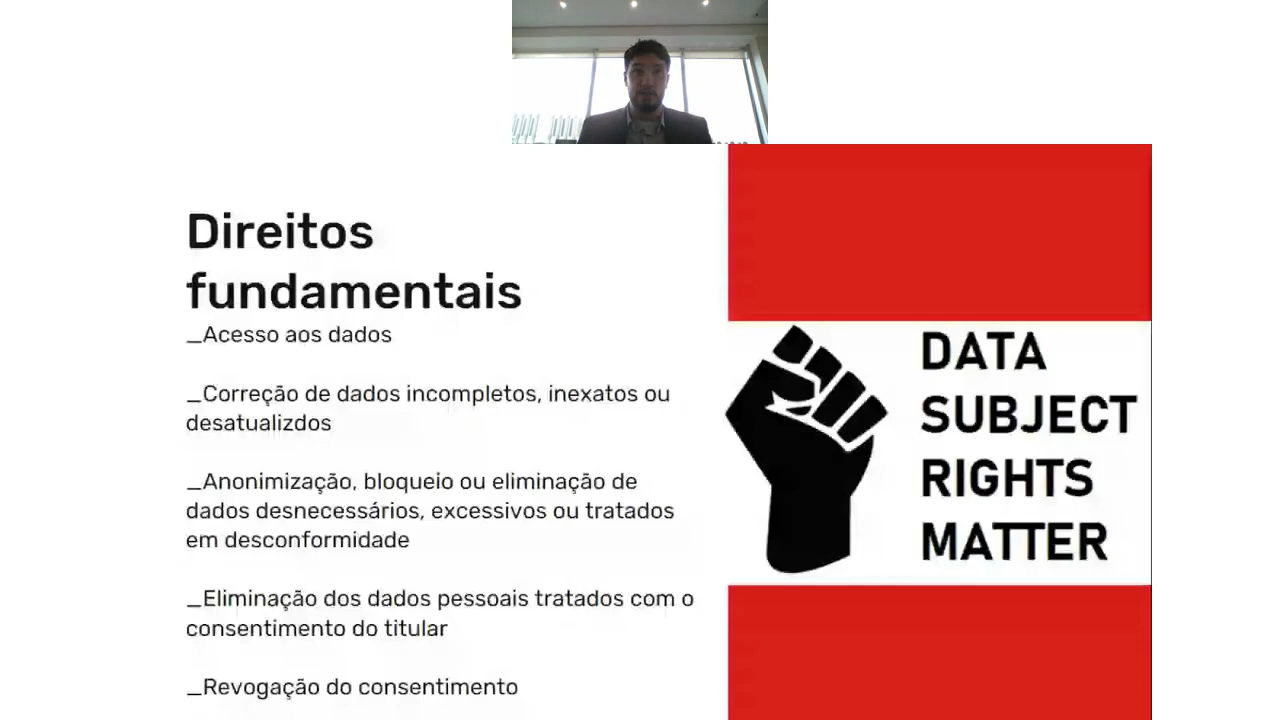 Direitos
fundamentais
_Acesso aos dados
_Correção de dados incompletos, inexatos ou
desatualizdos
_Anonimização, bloqueio ou eliminação de
dados desnecessários, excessivos ou tratados
em desconformidade
_Eliminação dos dados pessoais tratados com o
consentimento do titular
_Revogação do consentimento
DATA
SUBJECT
RIGHTS
MATTER